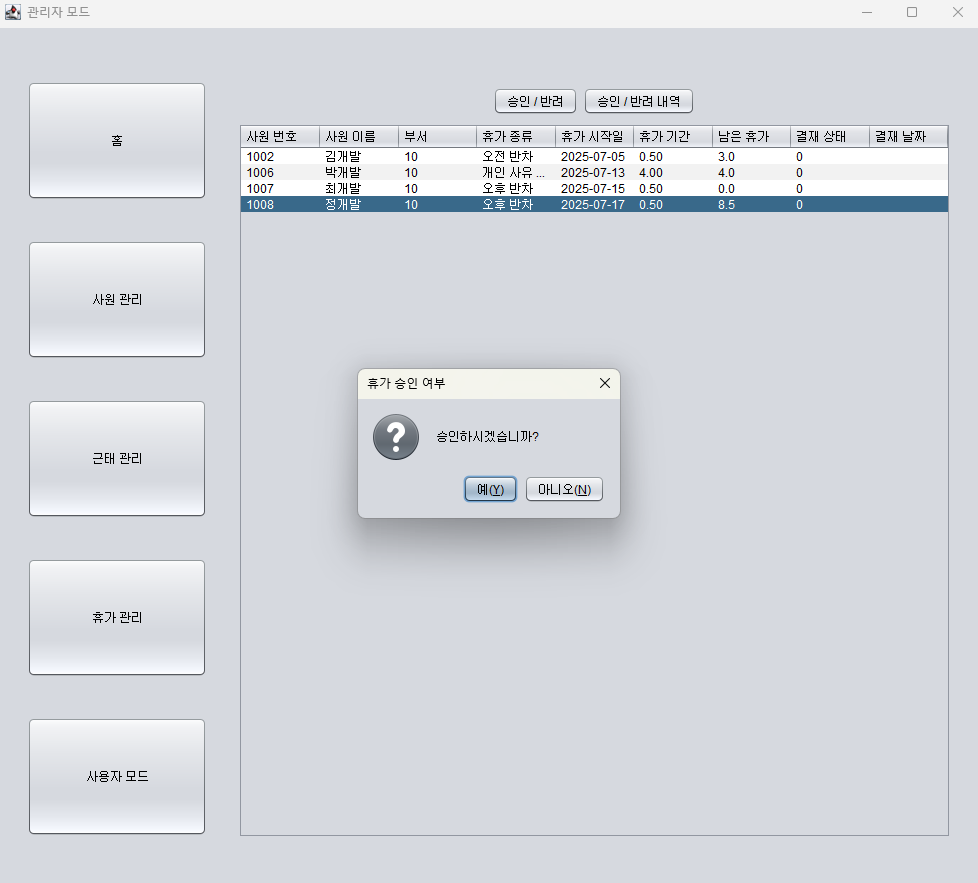 관리자 모드
홈
사원 관리
근태 관리
휴가 관리
사용자 모드
승인 / 반려 승인 / 반려 내역
사원 번호 사원 이름 부서 휴가 종류 휴가 시작일 휴가 기간 남은 휴가 결재 상태 결재 날짜
1002 김개발 10 오전 반차 2025-07-05 0.50 3.0 0
1006 박개발 10 개인 사유 ... 2025-07-13 4.00 4.0 0
1007 최개발 10 오후 반차 2025-07-15 0.50 0.0 0
1008 정개발 10 오후 반차 2025-07-17 0.50 8.5 0
휴가 승인 여부
승인하시겠습니까?
예(Y) 아니오(N)